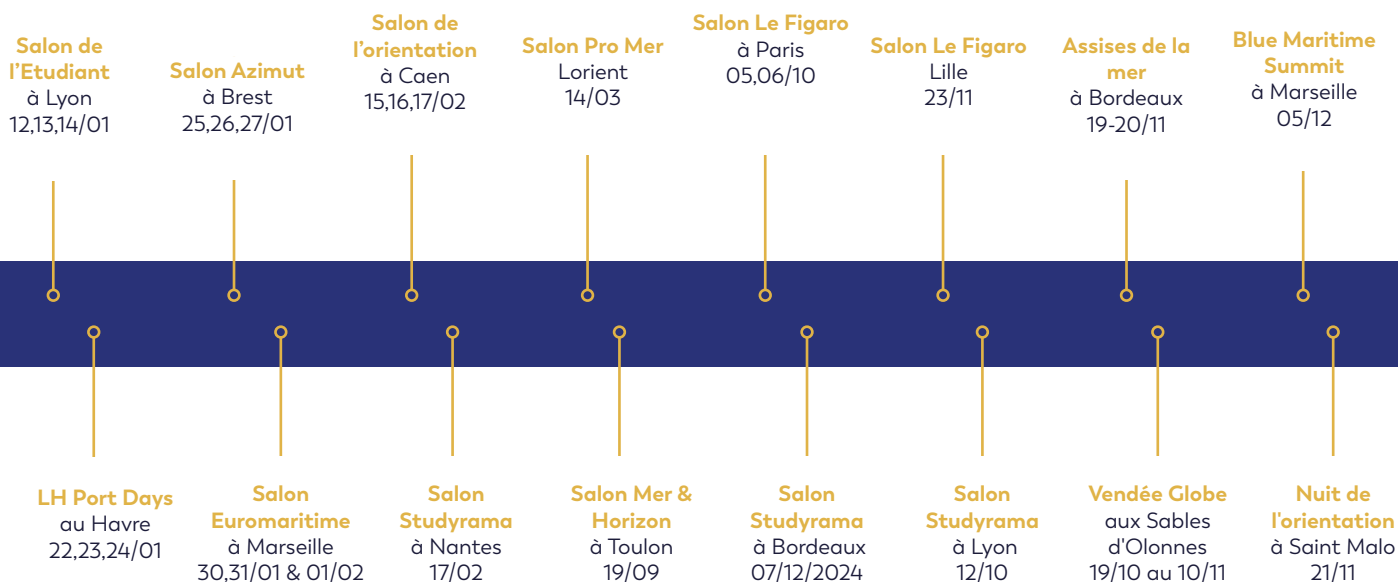 Salon de
l'Etudiant
à Lyon
12,13,14/01
Salon Azimut
à Brest
25,26,27/01
Salon de
l'orientation
à Caen
15,16,17/02
Salon Pro Mer
Lorient
14/03
Salon Le Figaro
à Paris
05,06/10
Salon Le Figaro
Lille
23/11
Assises de la
mer
à Bordeaux
19-20/11
Blue Maritime
Summit
à Marseille
05/12
LH Port Days
au Havre
22,23,24/01
Salon
Euromaritime
à Marseille
30,31/01 & 01/02
Salon
Studyrama
à Nantes
17/02
Salon Mer &
Horizon
à Toulon
19/09
Salon
Studyrama
à Bordeaux
07/12/2024
Salon
Studyrama
à Lyon
12/10
Vendée Globe
aux Sables
d'Olonnes
19/10 au 10/11
Nuit de
l'orientation
à Saint Malo
21/11